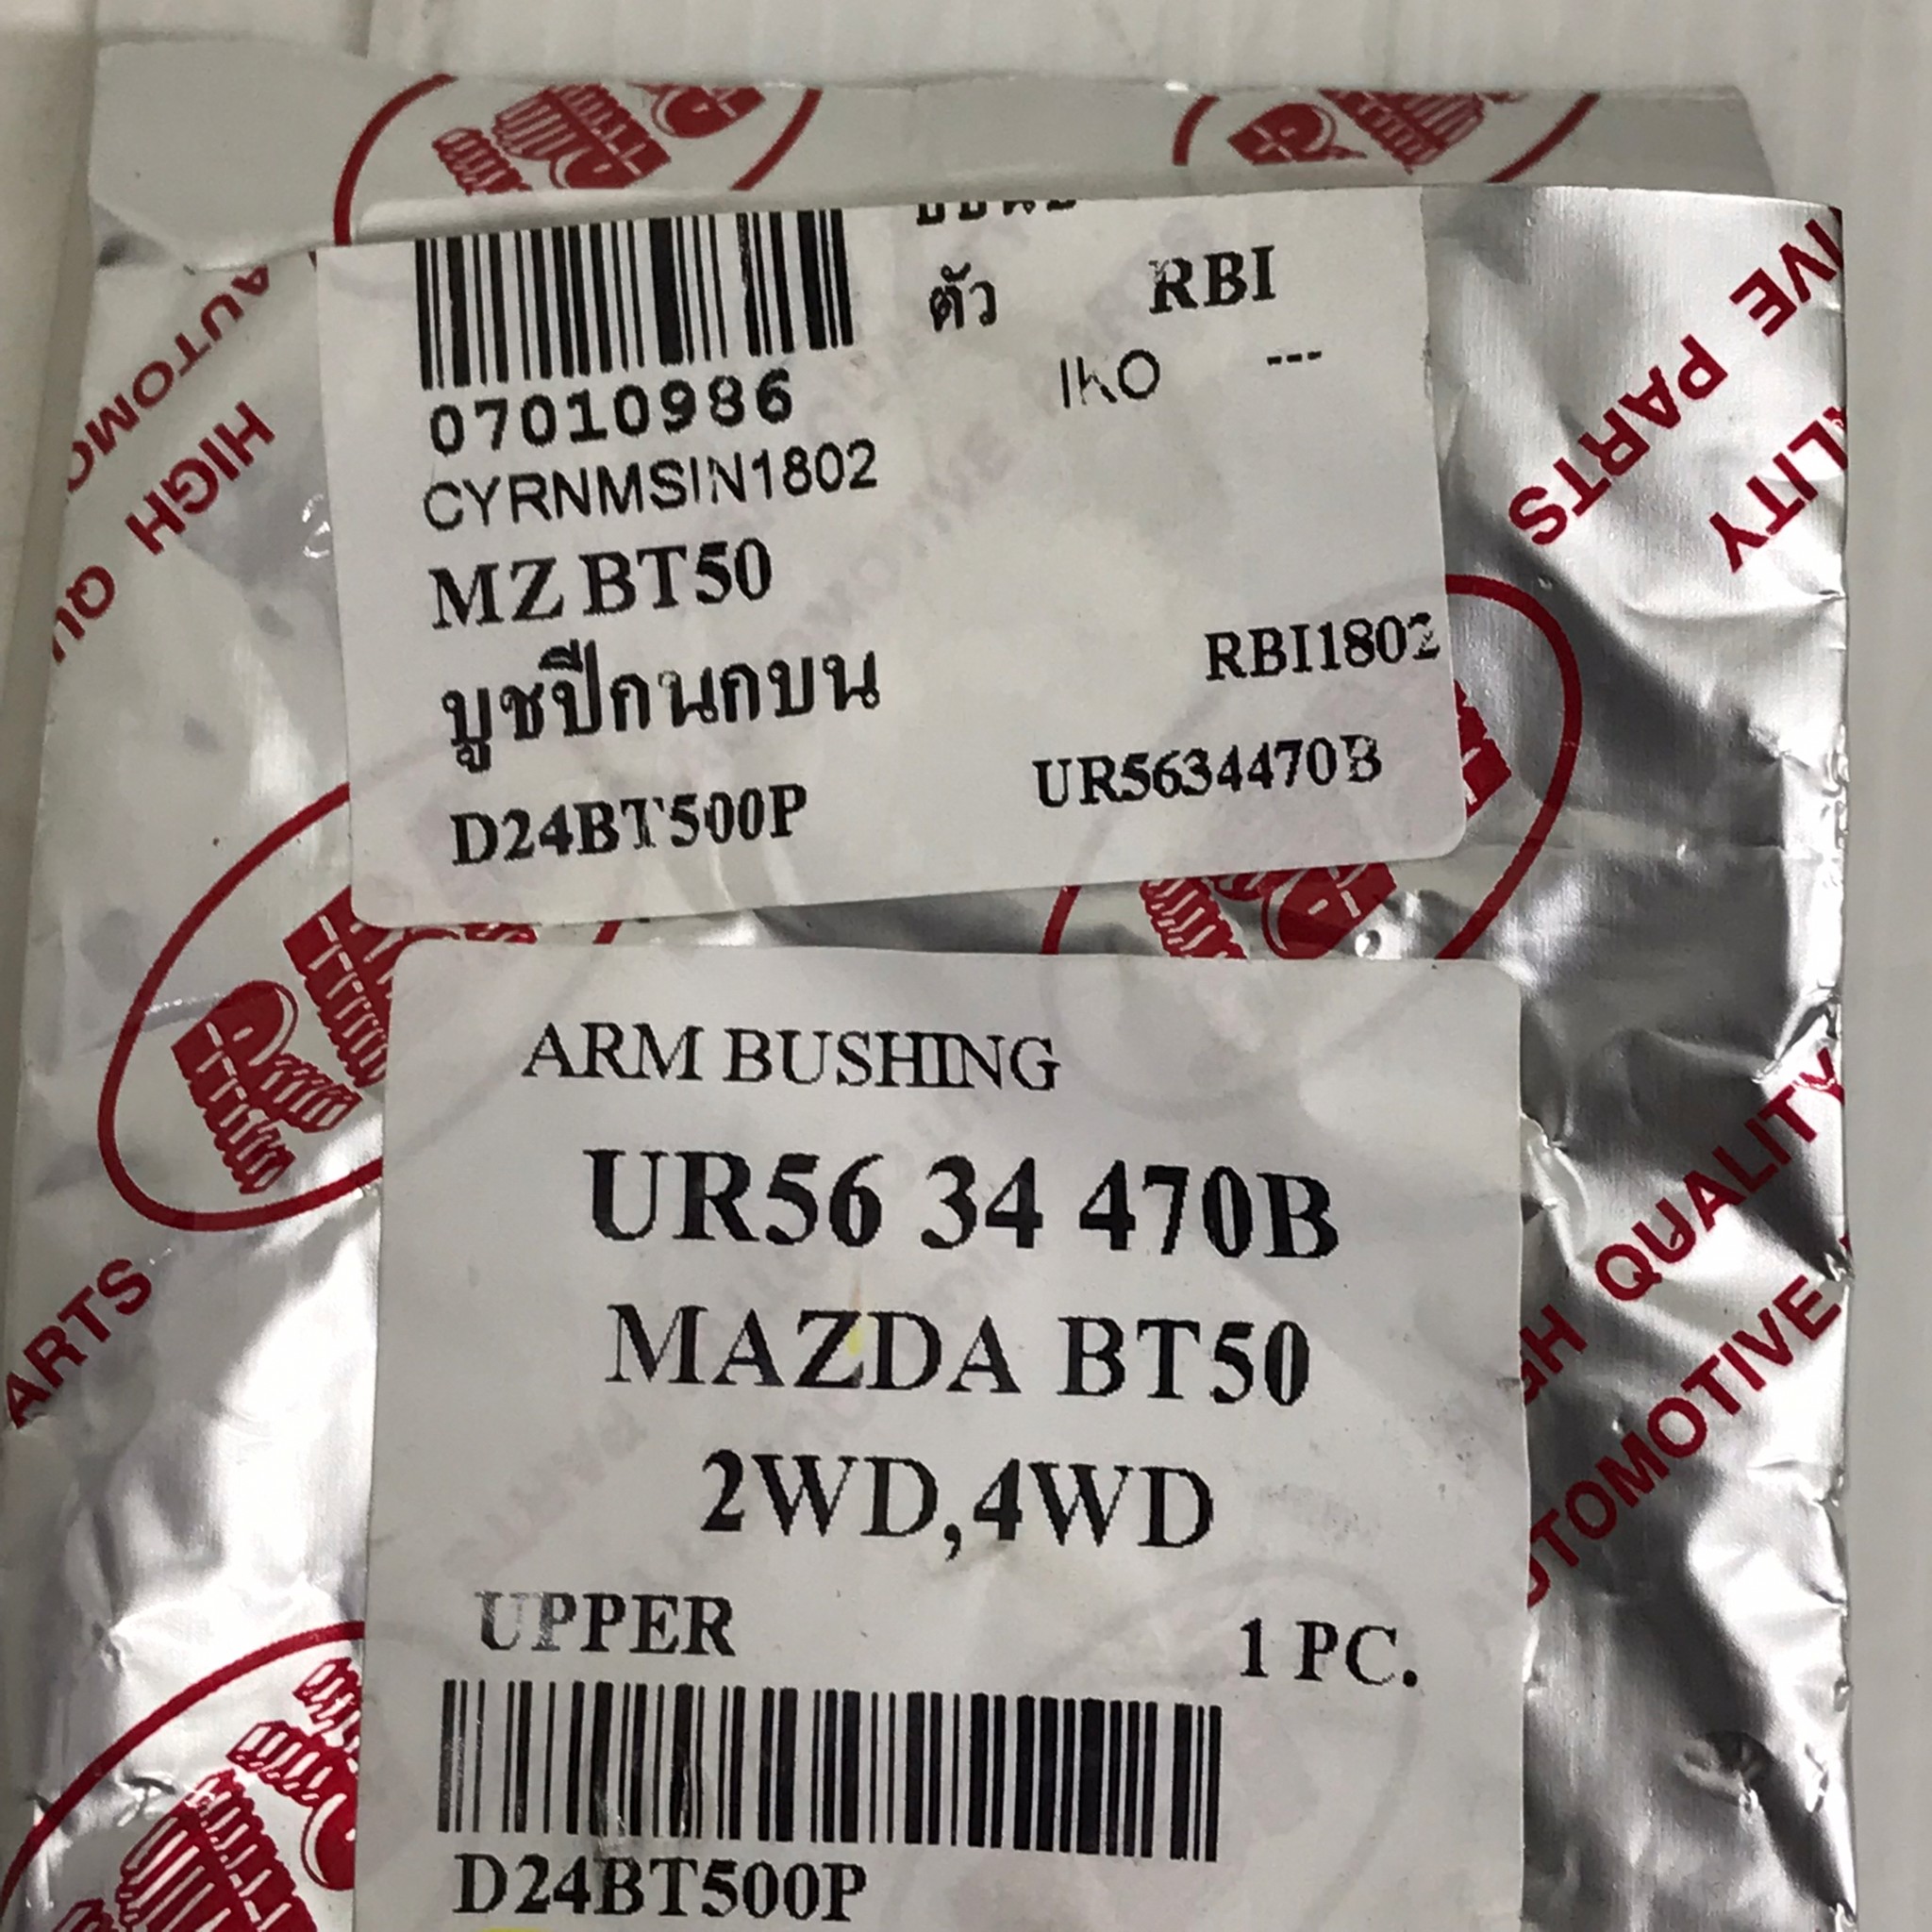 ตัว RBI
IKO ---
07010986
CYRNMSIN1802
MZ BT50
บูชปีกนกบน RBI1802
D24BT500P UR5634470B
ARM BUSHING
UR56 34 470B
MAZDA BT50
2WD,4WD
UPPER 1 PC.
D24BT500P
HIGH
PARTS
QUALITY
AUTOMOTIVE